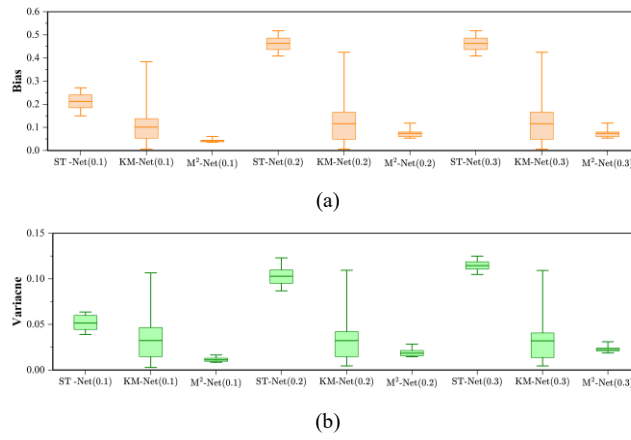 0.6
0.5
0.4
0.3
0.2
0.1
0.0
Bias
ST -Net(0.1) KM-Net(0.1) M²-Net(0.1) ST-Net(0.2) KM-Net(0.2) M²-Net(0.2) ST-Net(0.3) KM-Net(0.3) M²-Net(0.3)
(a)
0.15
0.10
0.05
0.00
Variacne
ST -Net(0.1) KM-Net(0.1) M²-Net(0.1) ST-Net(0.2) KM-Net(0.2) M²-Net(0.2) ST-Net(0.3) KM-Net(0.3) M²-Net(0.3)
(b)